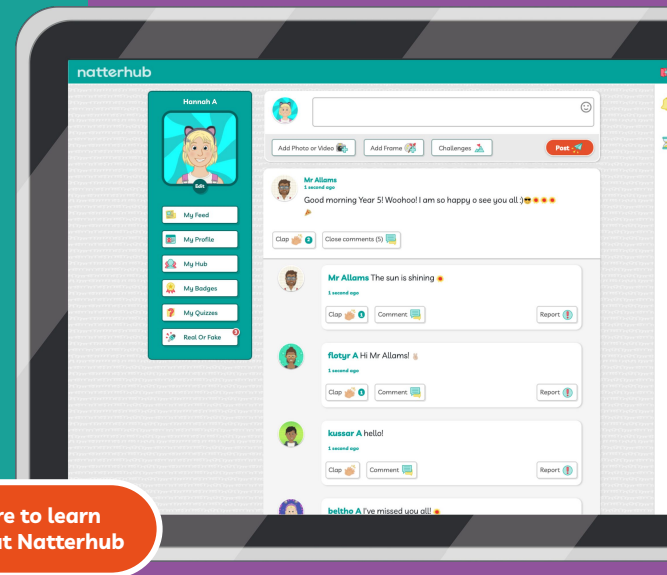 natterhub
Hannah A
Edit
My Feed
My Profile
My Hub
My Badges
My Quizzes
Real Or Fake
3
Add Photo or Video
Add Frame
Challenges
Post
Mr Allams
1 second ago
Good morning Year 5! Woohoo! I am so happy o see you all :)
Clap 3 Close comments (5)
Mr Allams The sun is shining
1 second ago
Clap 1 Comment Report
flotyr A Hi Mr Allams!
1 second ago
Clap 1 Comment Report
kussar A hello!
1 second ago
Clap Comment Report
beltho A I've missed you all!
re to learn
ut Natterhub